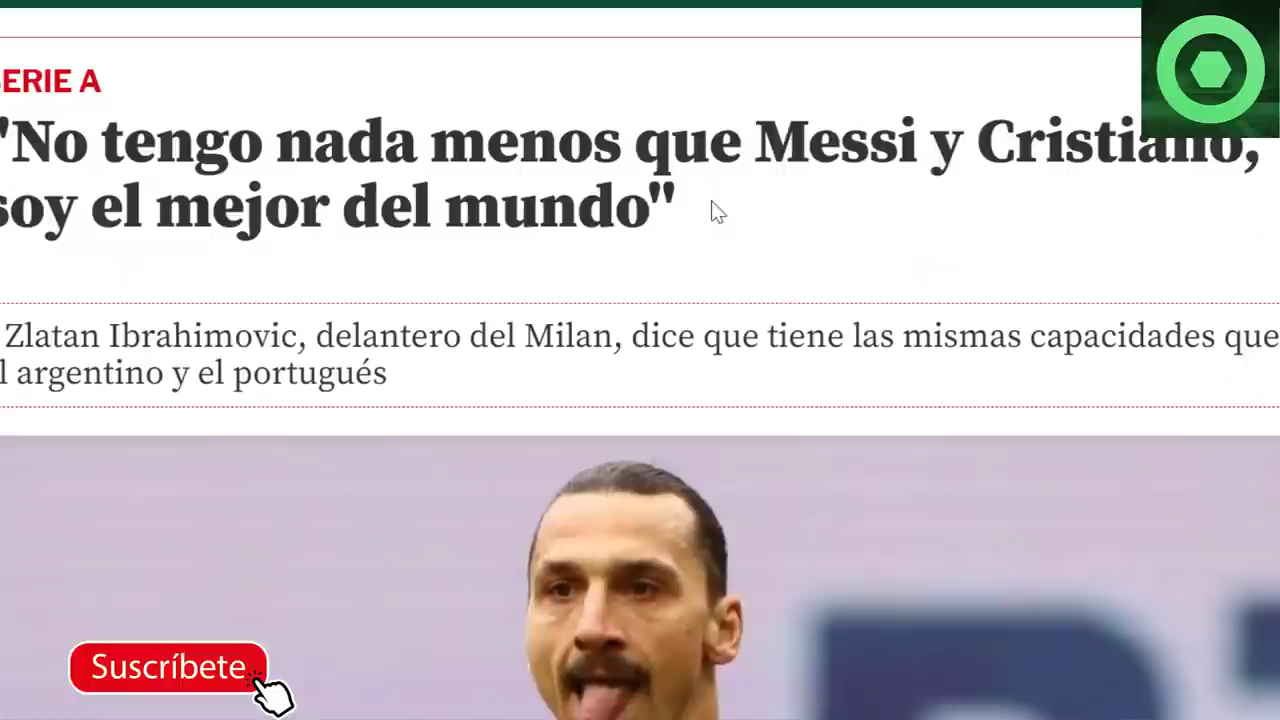 SERIE A
"No tengo nada menos que Messi y Cristiano,
soy el mejor del mundo"
Zlatan Ibrahimovic, delantero del Milan, dice que tiene las mismas capacidades que
l argentino y el portugués
Suscríbete